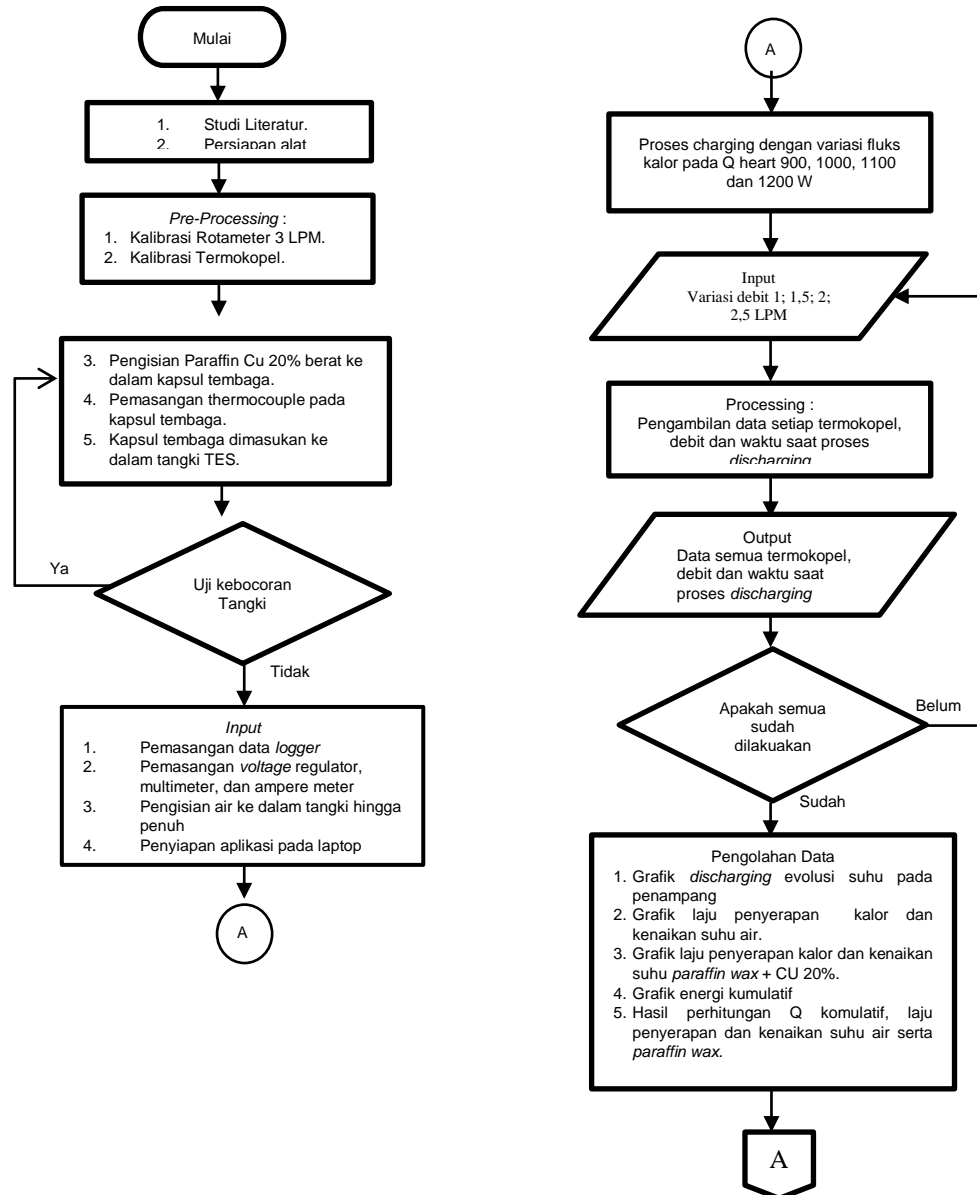 Mulai
1. Studi Literatur.
2. Persiapan alat
Pre-Processing :
1. Kalibrasi Rotameter 3 LPM.
2. Kalibrasi Termokopel.
3. Pengisian Paraffin Cu 20% berat ke
dalam kapsul tembaga.
4. Pemasangan thermocouple pada
kapsul tembaga.
5. Kapsul tembaga dimasukan ke
dalam tangki TES.
Ya
Uji kebocoran
Tangki
Tidak
Input
1. Pemasangan data logger
2. Pemasangan voltage regulator,
multimeter, dan ampere meter
3. Pengisian air ke dalam tangki hingga
penuh
4. Penyiapan aplikasi pada laptop
A
A
Proses charging dengan variasi fluks
kalor pada Q heart 900, 1000, 1100
dan 1200 W
Input
Variasi debit 1; 1,5; 2;
2,5 LPM
Processing :
Pengambilan data setiap termokopel,
debit dan waktu saat proses
discharging
Output
Data semua termokopel,
debit dan waktu saat
proses discharging
Apakah semua
sudah
dilakuakan
Belum
Sudah
Pengolahan Data
1. Grafik discharging evolusi suhu pada
penampang
2. Grafik laju penyerapan kalor dan
kenaikan suhu air.
3. Grafik laju penyerapan kalor dan kenaikan
suhu paraffin wax + CU 20%.
4. Grafik energi kumulatif
5. Hasil perhitungan Q komulatif, laju
penyerapan dan kenaikan suhu air serta
paraffin wax.
A